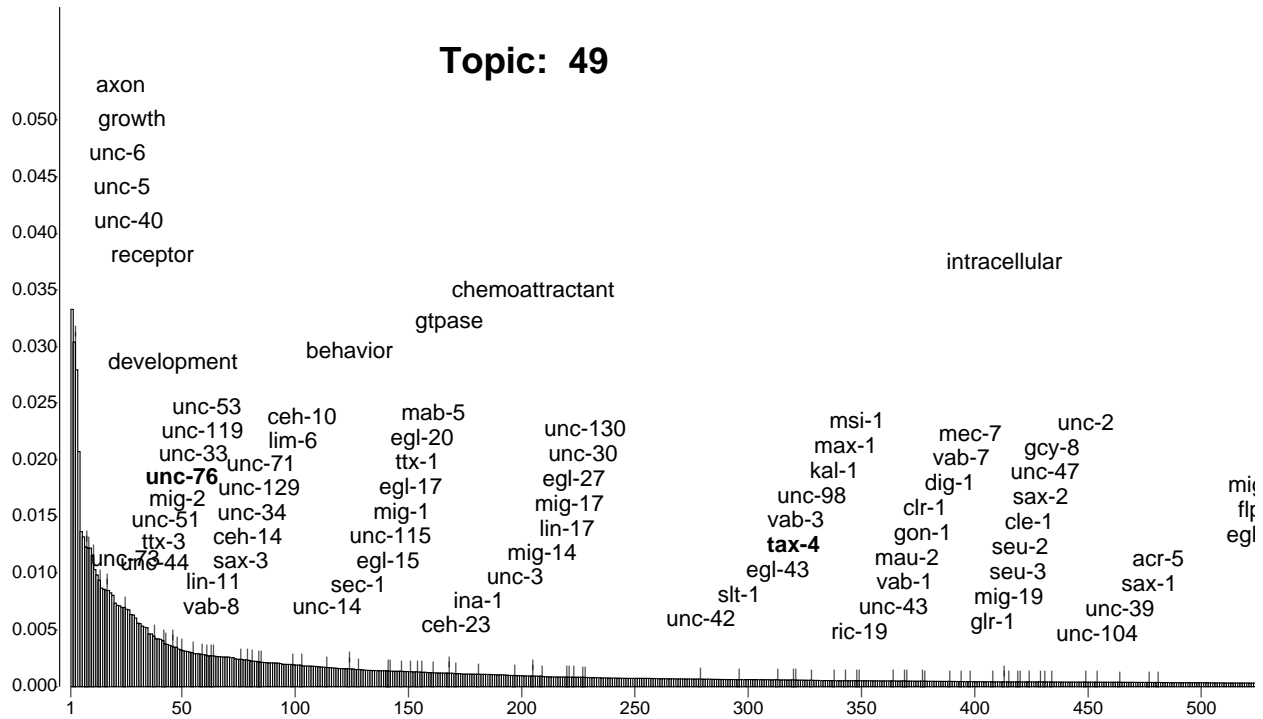 Topic: 49
axon
growth
unc-6
unc-5
unc-40
receptor
development
behavior
gtpase
chemoattractant
intracellular
unc-53
unc-119
unc-33
unc-76
mig-2
unc-51
ttx-3
unc-73
unc-44
lin-11
vab-8
ceh-10
lim-6
unc-71
unc-129
unc-34
ceh-14
sax-3
mab-5
egl-20
ttx-1
egl-17
mig-1
unc-115
egl-15
sec-1
unc-14
unc-130
unc-30
egl-27
mig-17
lin-17
mig-14
unc-3
ina-1
ceh-23
msi-1
max-1
kal-1
unc-98
vab-3
tax-4
egl-43
slt-1
unc-42
mec-7
vab-7
dig-1
clr-1
gon-1
mau-2
vab-1
unc-43
ric-19
unc-2
gcy-8
unc-47
sax-2
cle-1
seu-2
seu-3
mig-19
glr-1
acr-5
sax-1
unc-39
unc-104
egl
0.050
0.045
0.040
0.035
0.030
0.025
0.020
0.015
0.010
0.005
0.000
1 50 100 150 200 250 300 350 400 450 500